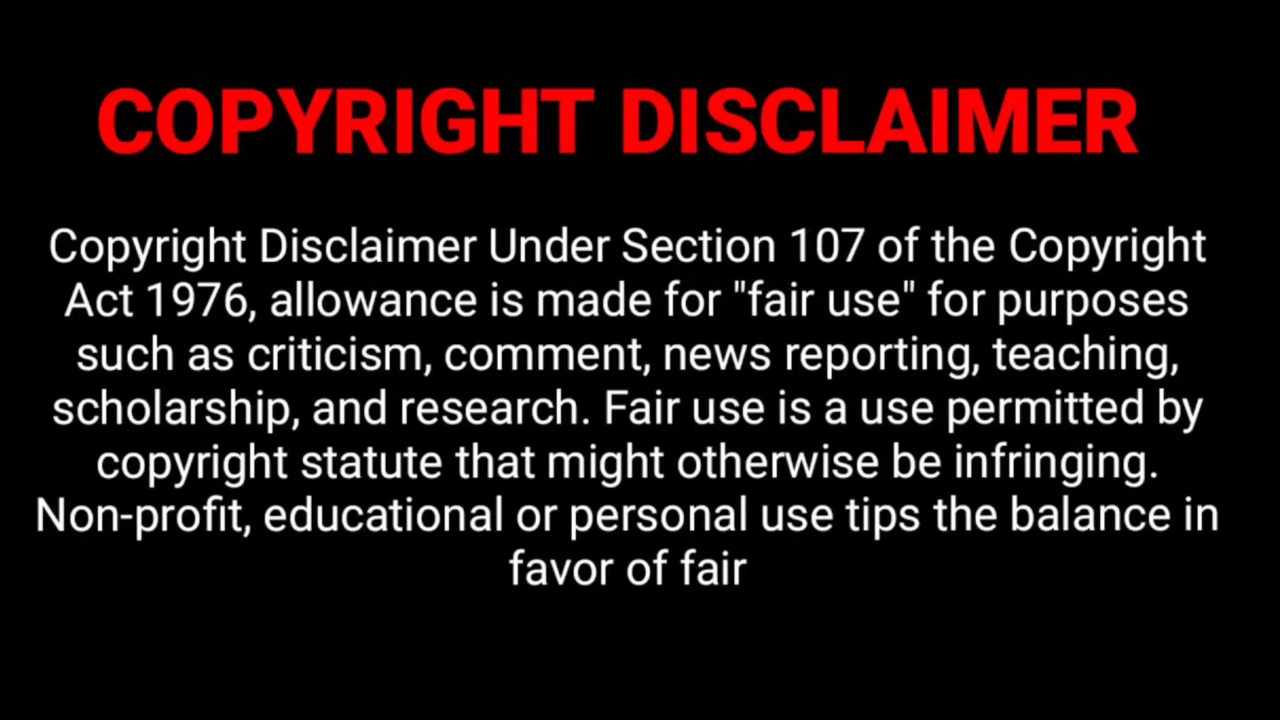 COPYRIGHT DISCLAIMER
Copyright Disclaimer Under Section 107 of the Copyright
Act 1976, allowance is made for "fair use" for purposes
such as criticism, comment, news reporting, teaching,
scholarship, and research. Fair use is a use permitted by
copyright statute that might otherwise be infringing.
Non-profit, educational or personal use tips the balance in
favor of fair